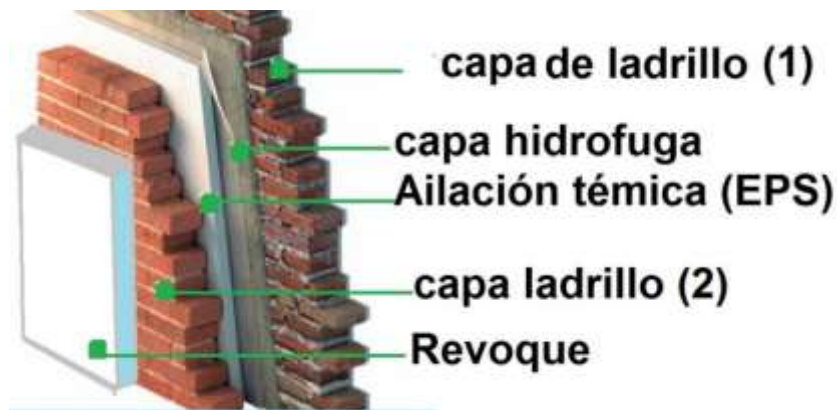 capa de ladrillo (1)
capa hidrofuga
Ailación témica (EPS)
capa ladrillo (2)
Revoque